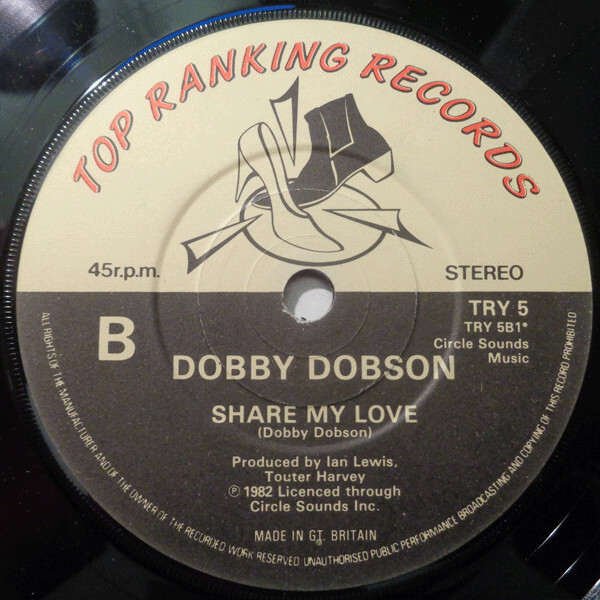 TOP RANKING RECORDS
45r.p.m.
STEREO
B
TRY 5
TRY 5B1*
Circle Sounds
Music
DOBBY DOBSON
SHARE MY LOVE
(Dobby Dobson)
Produced by Ian Lewis,
Touter Harvey
℗ 1982 Licenced through
Circle Sounds Inc.
MADE IN GT. BRITAIN
ALL RIGHTS OF THE MANUFACTURER AND OF THE OWNER OF THE RECORDED WORK RESERVED UNAUTHORISED PUBLIC PERFORMANCE BROADCASTING AND COPYING OF THIS RECORD PROHIBITED